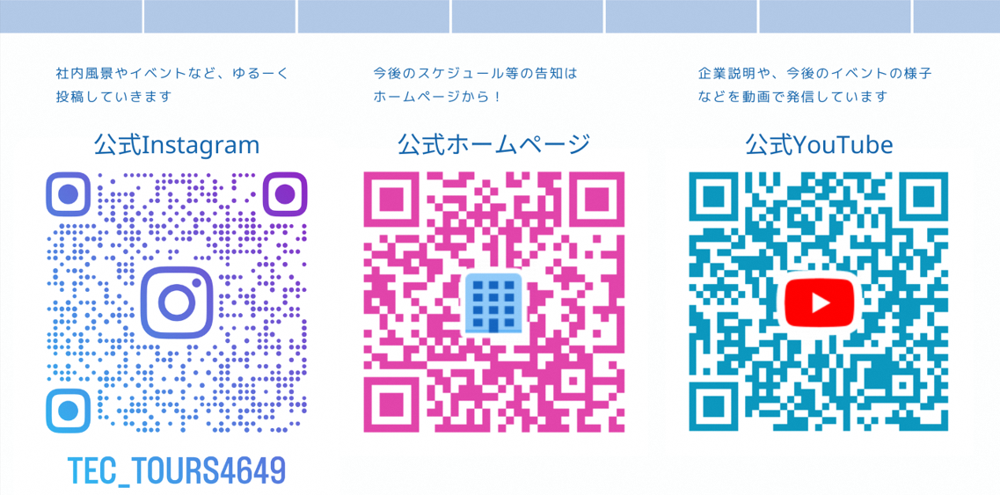 社内風景やイベントなど、ゆるーく
投稿していきます
公式Instagram
TEC_TOURS4649
今後のスケジュール等の告知は
ホームページから！
公式ホームページ
企業説明や、今後のイベントの様子
などを動画で発信しています
公式YouTube